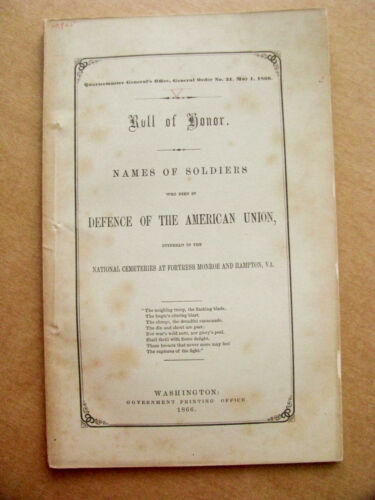 Quartermaster General's Office, General Order No. 21, May 1, 1866.
V
Roll of Honor.
NAMES OF SOLDIERS
WHO DIED IN
DEFENCE OF THE AMERICAN UNION,
INTERRED IN THE
NATIONAL CEMETERIES AT FORTRESS MONROE AND HAMPTON, VA.
"The neighing troop, the flashing blade,
The bugle's stirring blast,
The charge, the dreadful cannonade,
The din and shout are past;
Nor war's wild note, nor glory's peal,
Shall thrill with fierce delight,
Those breasts that never more may feel
The raptures of the fight."
WASHINGTON:
GOVERNMENT PRINTING OFFICE
1866.